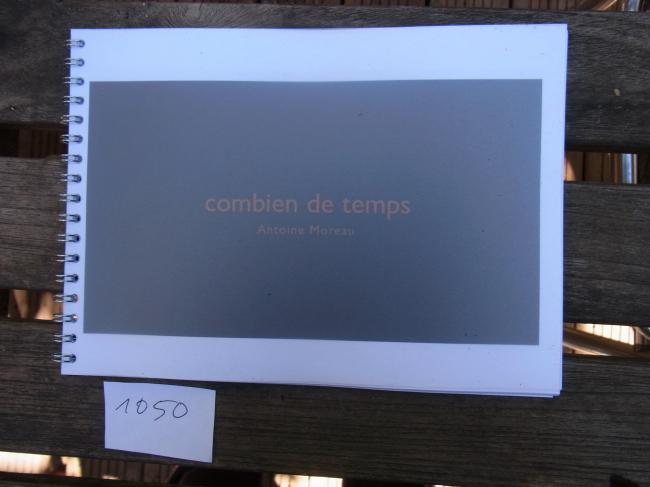 combien de temps
Antoine Moreau
1050